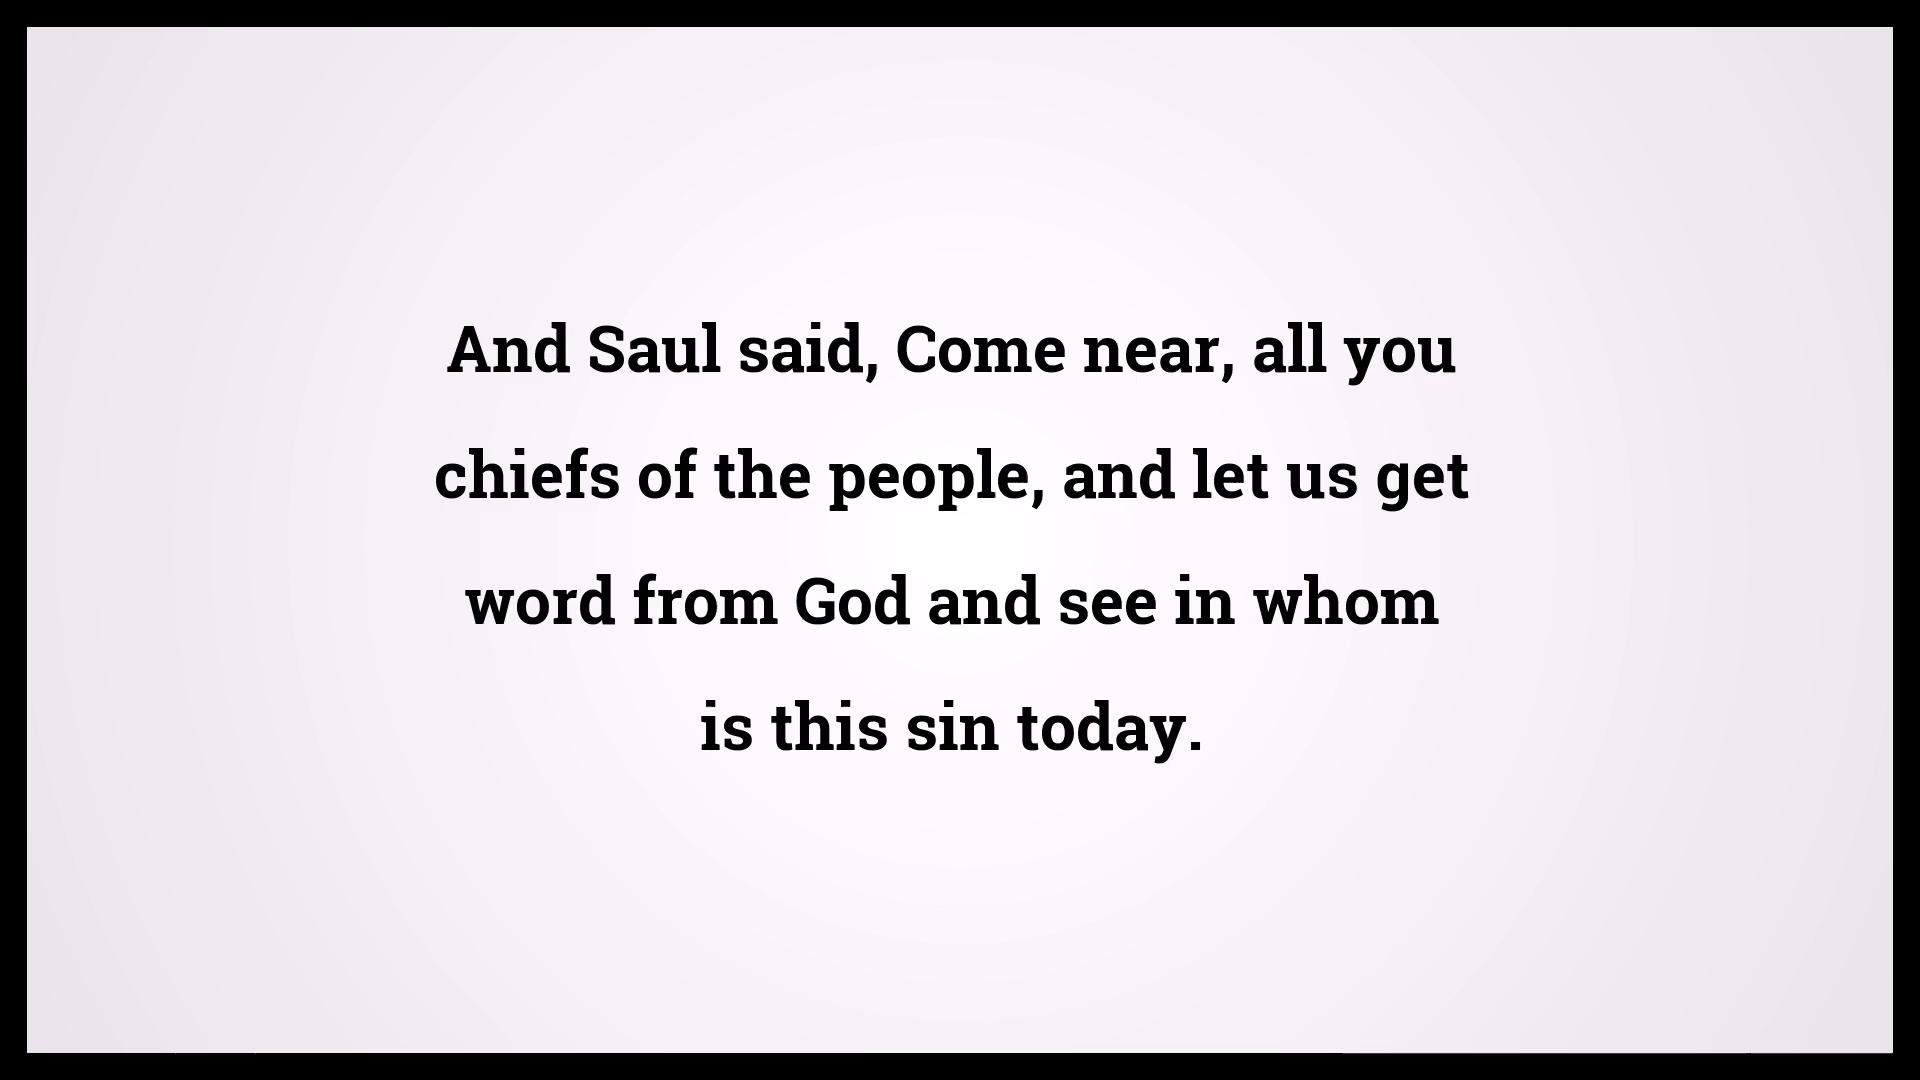 And Saul said, Come near, all you
chiefs of the people, and let us get
word from God and see in whom
is this sin today.